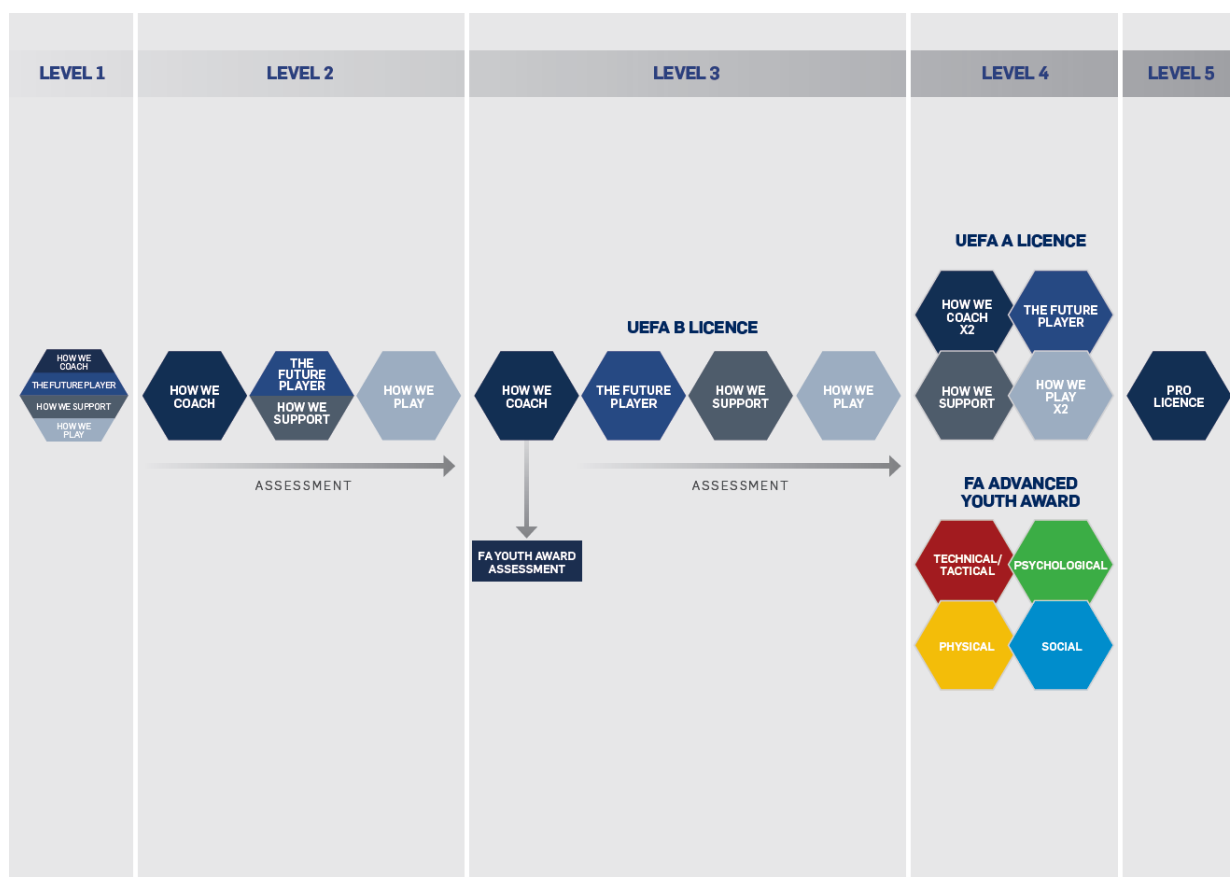 LEVEL 1
LEVEL 2
LEVEL 3
LEVEL 4
LEVEL 5
HOW WE
COACH
THE FUTURE PLAYER
HOW WE SUPPORT
HOW WE
PLAY
HOW WE
COACH
THE
FUTURE
PLAYER
HOW WE
SUPPORT
HOW WE
PLAY
ASSESSMENT
UEFA B LICENCE
HOW WE
COACH
THE FUTURE
PLAYER
HOW WE
SUPPORT
HOW WE
PLAY
ASSESSMENT
FA YOUTH AWARD
ASSESSMENT
UEFA A LICENCE
HOW WE
COACH
X2
THE FUTURE
PLAYER
HOW WE
SUPPORT
HOW WE
PLAY
X2
FA ADVANCED
YOUTH AWARD
TECHNICAL/
TACTICAL
PSYCHOLOGICAL
PHYSICAL
SOCIAL
PRO
LICENCE